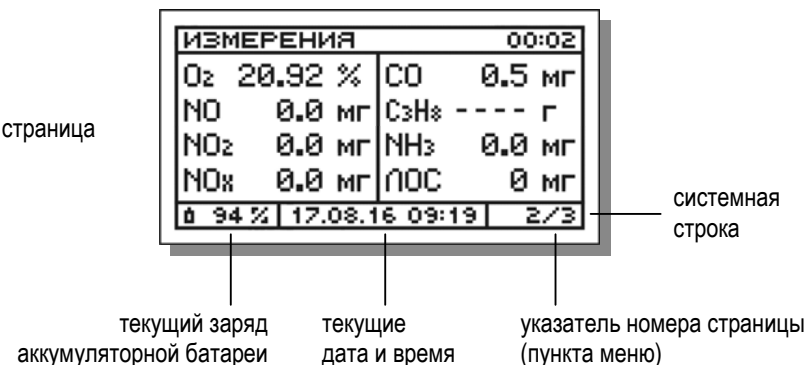 ИЗМЕРЕНИЯ 00:02
O₂ 20.92 % CO 0.5 мг
NO 0.0 мг C₃H₈ ---- г
NO₂ 0.0 мг NH₃ 0.0 мг
NOx 0.0 мг ЛОС 0 мг
94 % 17.08.16 09:19 2/3
страница
системная
строка
текущий заряд
аккумуляторной батареи
текущие
дата и время
указатель номера страницы
(пункта меню)